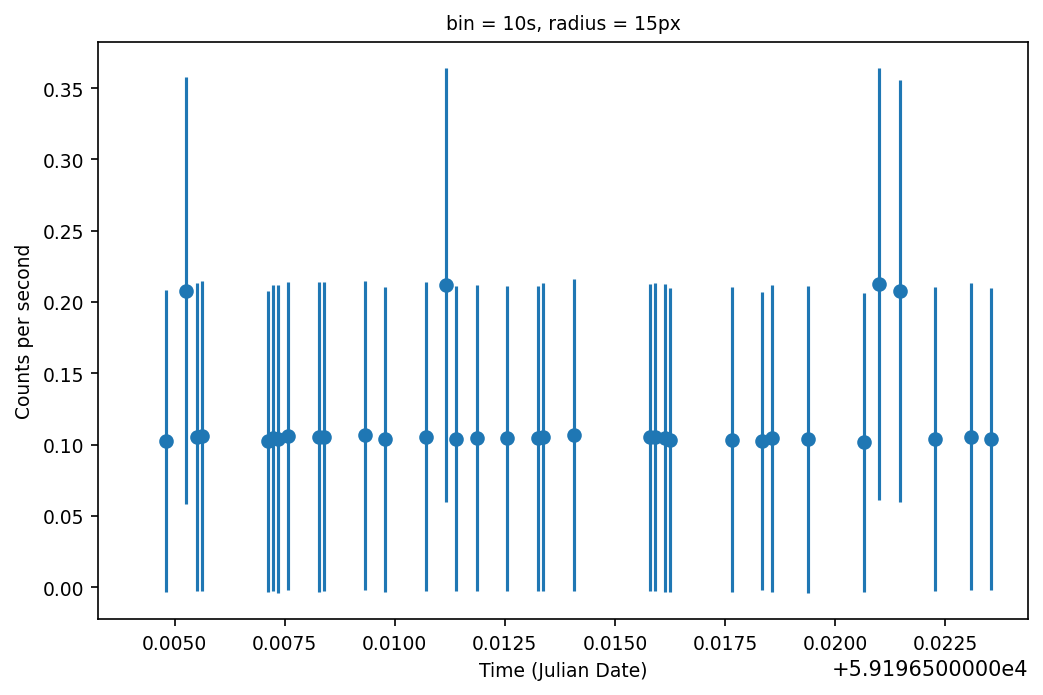 bin = 10s, radius = 15px
Counts per second
0.35
0.30
0.25
0.20
0.15
0.10
0.05
0.00
0.0050 0.0075 0.0100 0.0125 0.0150 0.0175 0.0200 0.0225
Time (Julian Date)
+5.9196500000e4